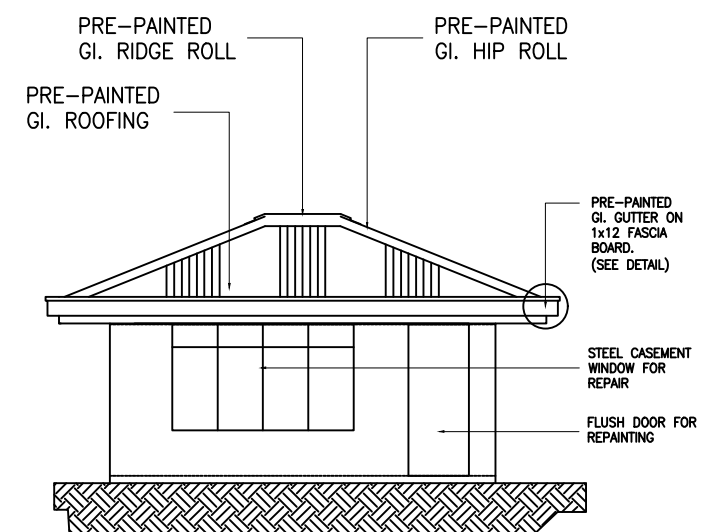 PRE-PAINTED
GI. RIDGE ROLL
PRE-PAINTED
GI. HIP ROLL
PRE-PAINTED
GI. ROOFING
PRE-PAINTED
GI. GUTTER ON
1x12 FASCIA
BOARD.
(SEE DETAIL)
STEEL CASEMENT
WINDOW FOR
REPAIR
FLUSH DOOR FOR
REPAINTING